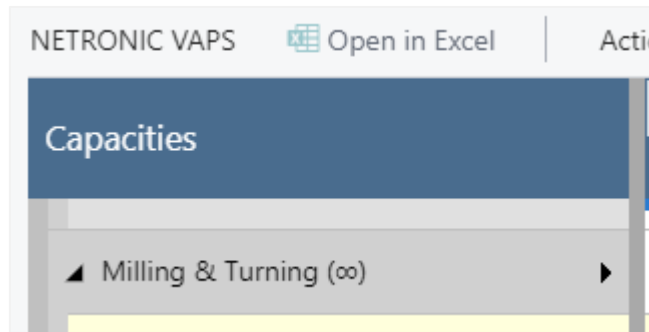 NETRONIC VAPS Open in Excel
Capacities
Milling & Turning (∞)